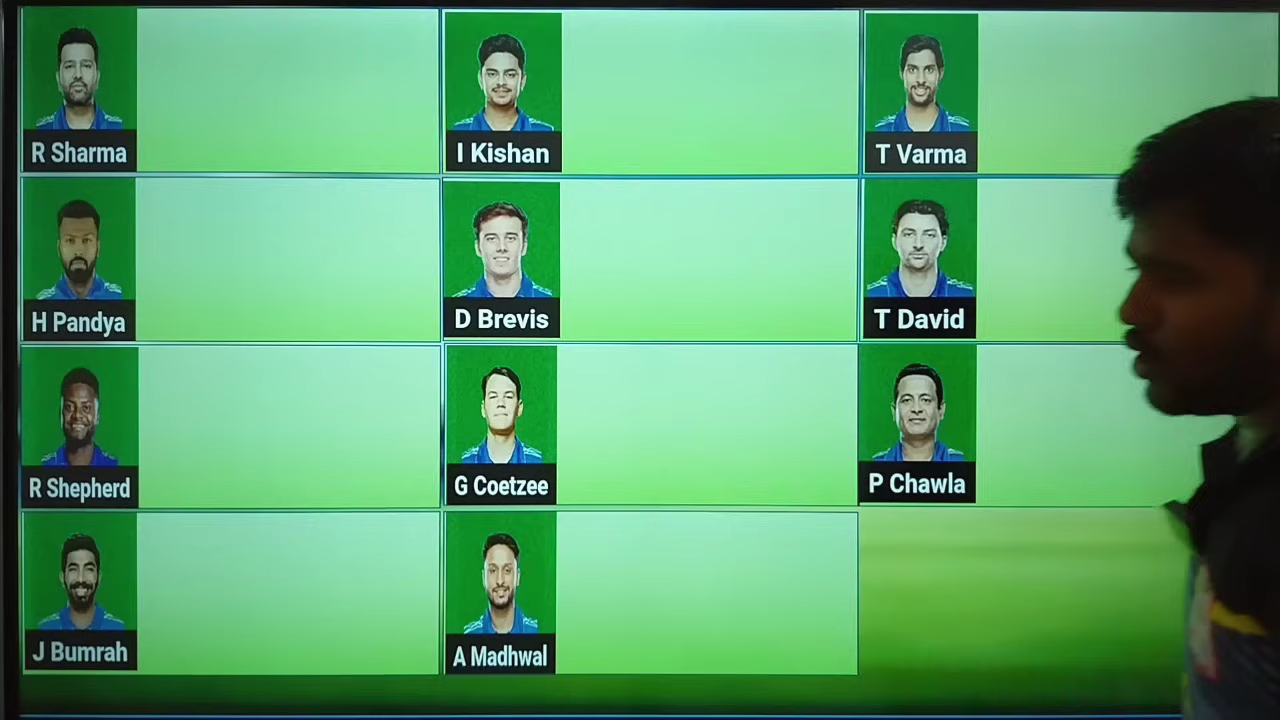 R Sharma
I Kishan
T Varma
H Pandya
D Brevis
T David
R Shepherd
G Coetzee
P Chawla
J Bumrah
A Madhwal